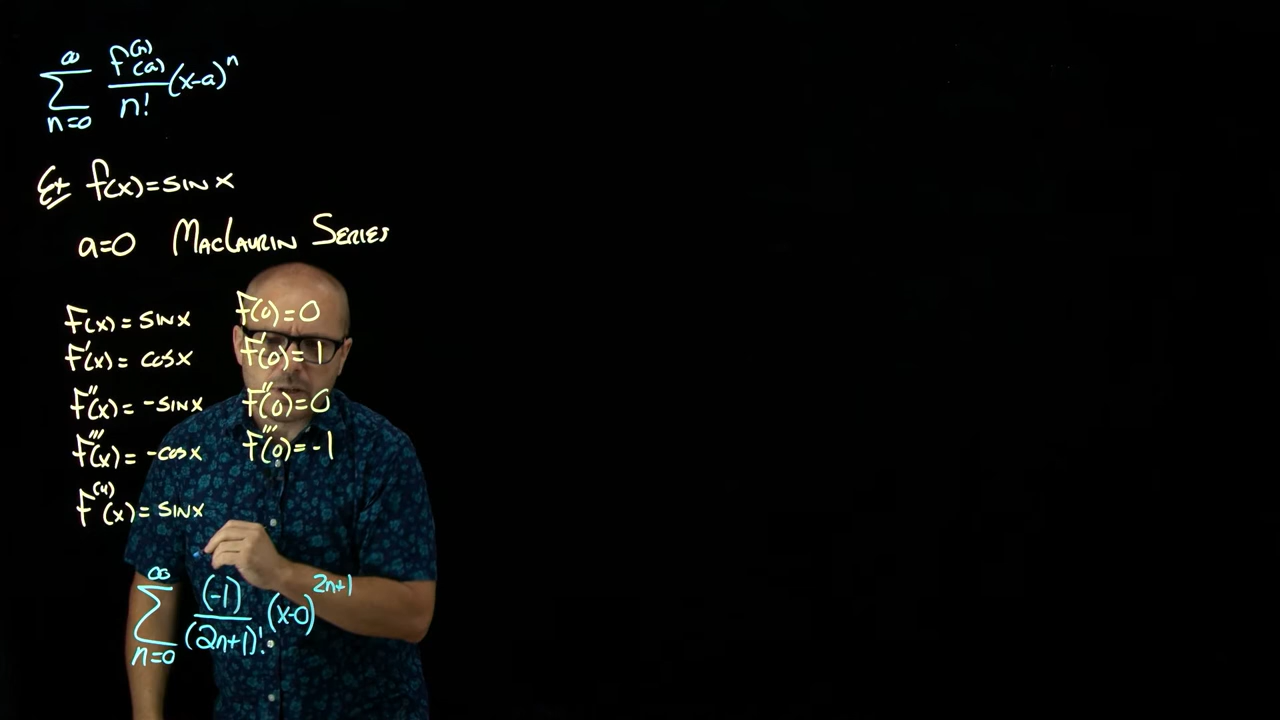 ∞ Σ n=0 f^(n)(a) / n! (x-a)^n
Ex f(x)=sin x
a=0 MacLaurin Series
f(x) = sin x f(0)=0
f'(x) = cos x f'(0)=1
f''(x) = -sin x f''(0)=0
f'''(x) = -cos x f'''(0)=-1
f^(4)(x) = sin x
∞ Σ n=0 (-1) / (2n+1)! (x-0)^2n+1